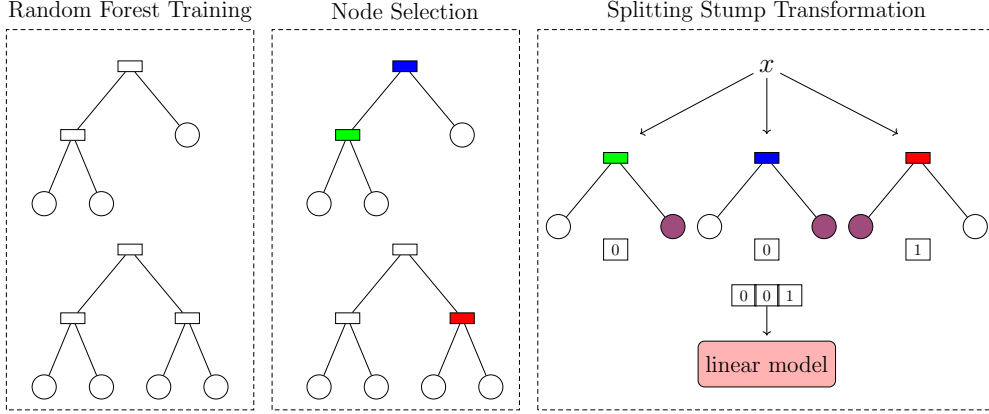 Random Forest Training
Node Selection
Splitting Stump Transformation
x
0
0
1
0 0 1
linear model